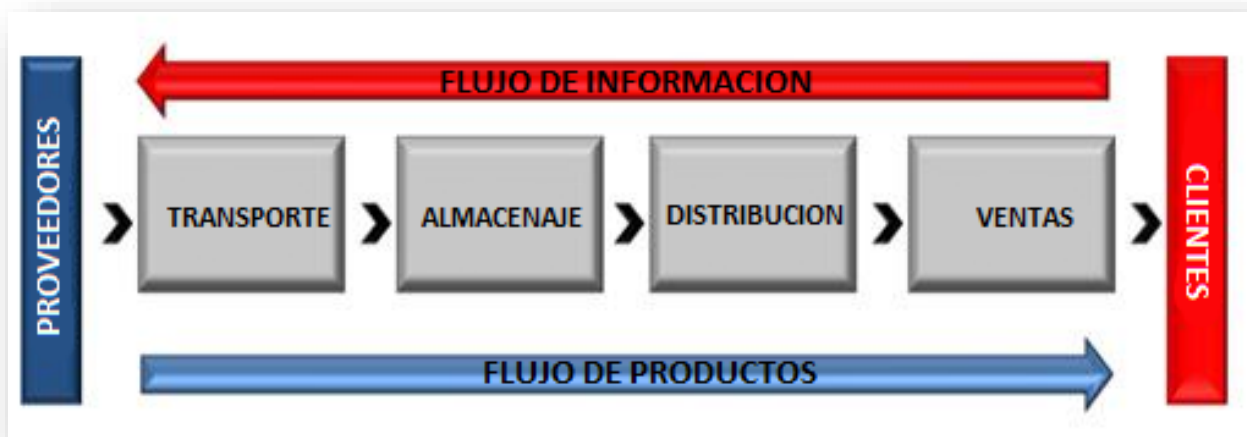 FLUJO DE INFORMACION
PROVEEDORES
TRANSPORTE
ALMACENAJE
DISTRIBUCION
VENTAS
CLIENTES
FLUJO DE PRODUCTOS